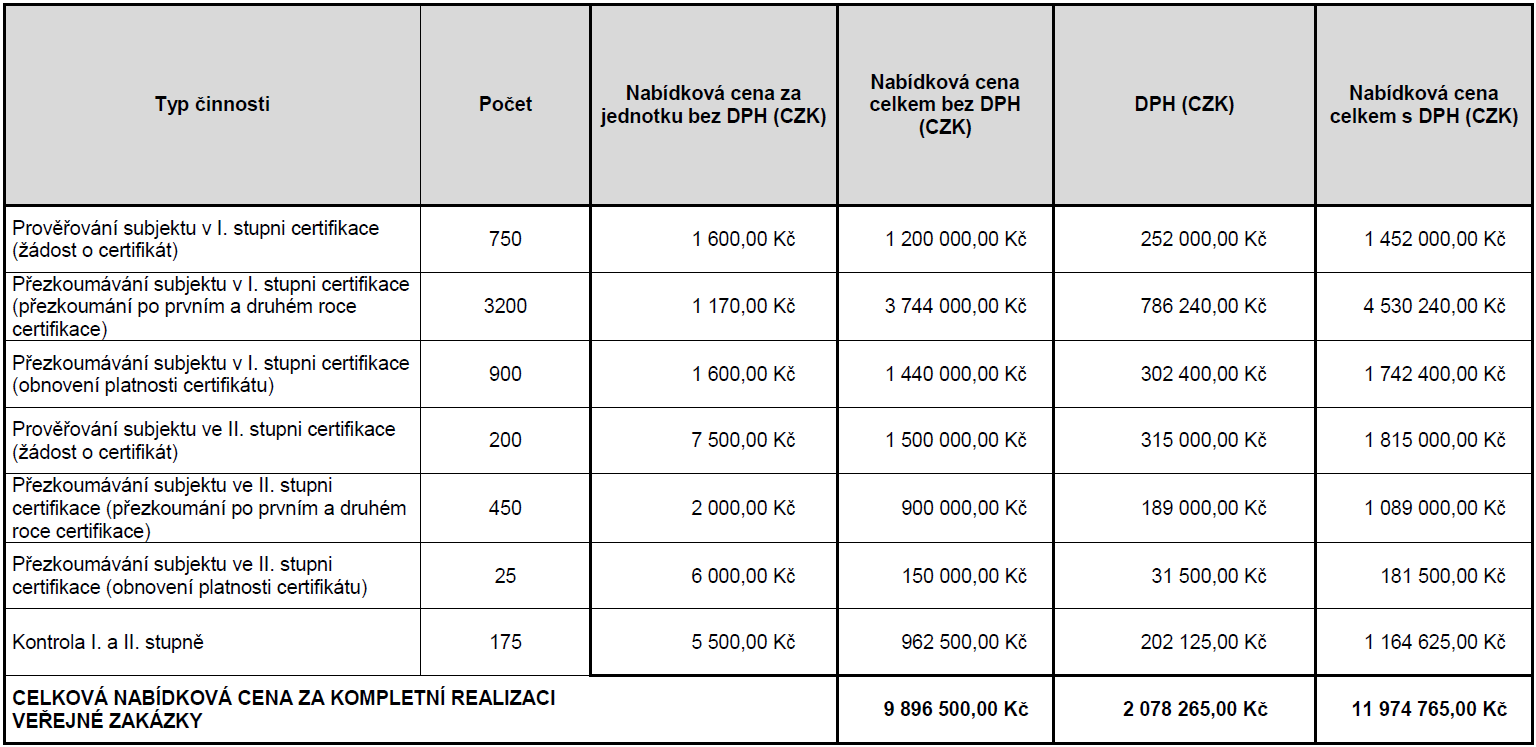 Typ činnosti
Počet
Nabídková cena za
jednotku bez DPH (CZK)
Nabídková cena
celkem bez DPH
(CZK)
DPH (CZK)
Nabídková cena
celkem s DPH (CZK)
Prověřování subjektu v I. stupni certifikace
(žádost o certifikát)
750
1 600,00 Kč
1 200 000,00 Kč
252 000,00 Kč
1 452 000,00 Kč
Přezkoumávání subjektu v I. stupni certifikace
(přezkoumání po prvním a druhém roce
certifikace)
3200
1 170,00 Kč
3 744 000,00 Kč
786 240,00 Kč
4 530 240,00 Kč
Přezkoumávání subjektu v I. stupni certifikace
(obnovení platnosti certifikátu)
900
1 600,00 Kč
1 440 000,00 Kč
302 400,00 Kč
1 742 400,00 Kč
Prověřování subjektu ve II. stupni certifikace
(žádost o certifikát)
200
7 500,00 Kč
1 500 000,00 Kč
315 000,00 Kč
1 815 000,00 Kč
Přezkoumávání subjektu ve II. stupni
certifikace (přezkoumání po prvním a druhém
roce certifikace)
450
2 000,00 Kč
900 000,00 Kč
189 000,00 Kč
1 089 000,00 Kč
Přezkoumávání subjektu ve II. stupni
certifikace (obnovení platnosti certifikátu)
25
6 000,00 Kč
150 000,00 Kč
31 500,00 Kč
181 500,00 Kč
Kontrola I. a II. stupně
175
5 500,00 Kč
962 500,00 Kč
202 125,00 Kč
1 164 625,00 Kč
CELKOVÁ NABÍDKOVÁ CENA ZA KOMPLETNÍ REALIZACI
VEŘEJNÉ ZAKÁZKY
9 896 500,00 Kč
2 078 265,00 Kč
11 974 765,00 Kč